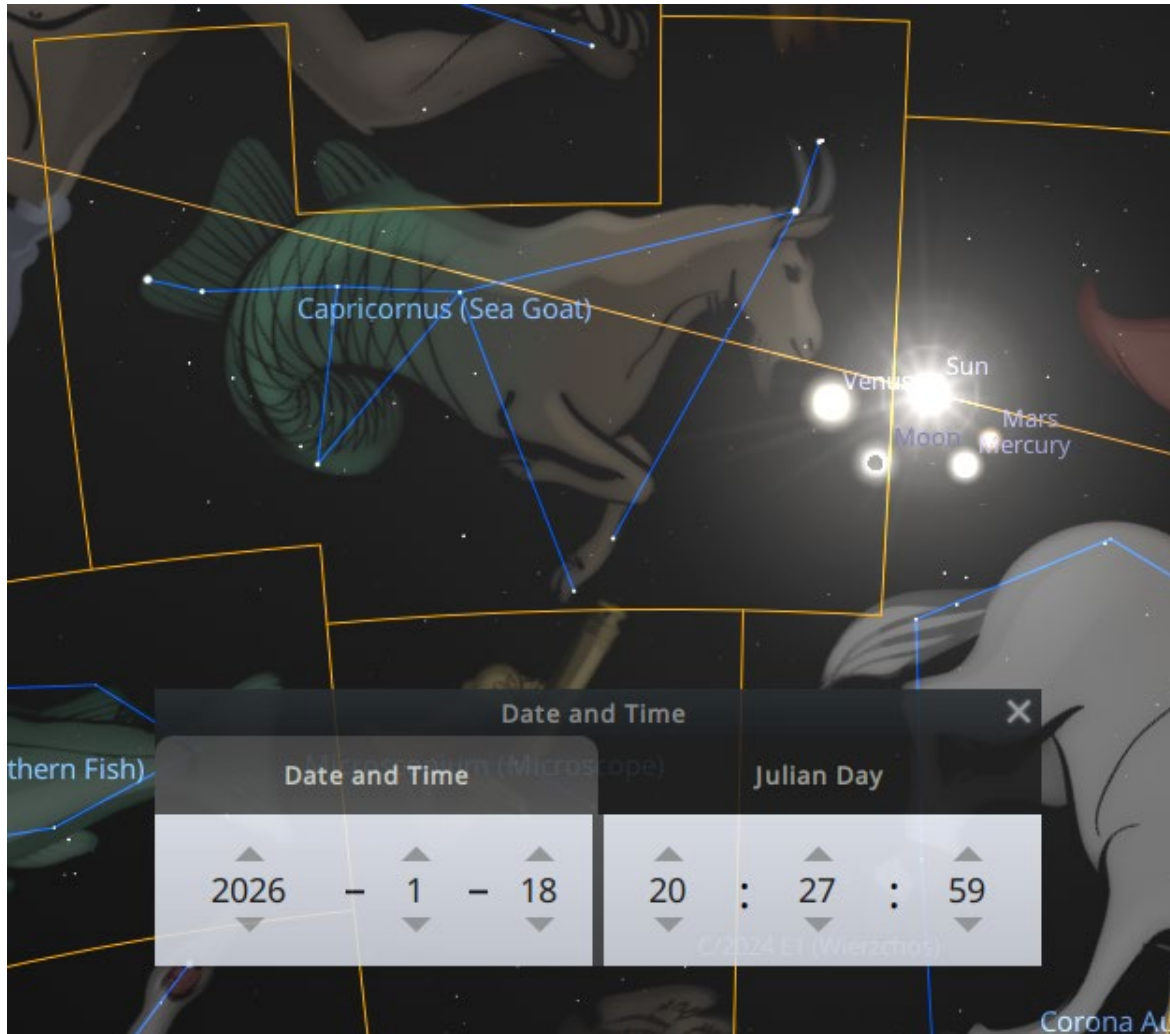 Capricornus (Sea Goat)
Sun
Venus
Mars
Moon
Mercury
Date and Time
thern Fish)
Microscopium (Microscope)
Date and Time
Julian Day
2026 – 1 – 18
20 : 27 : 59
C/2024 E1 (Wierzchos)
Corona Au